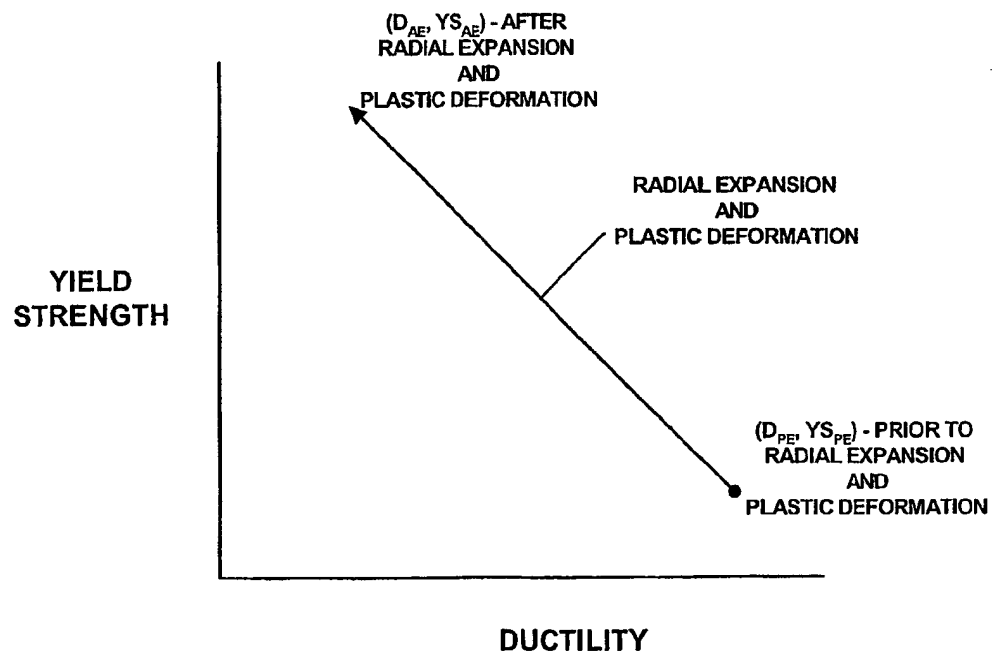 (D_AE, YS_AE) - AFTER
RADIAL EXPANSION
AND
PLASTIC DEFORMATION
RADIAL EXPANSION
AND
PLASTIC DEFORMATION
YIELD
STRENGTH
(D_PE, YS_PE) - PRIOR TO
RADIAL EXPANSION
AND
PLASTIC DEFORMATION
DUCTILITY